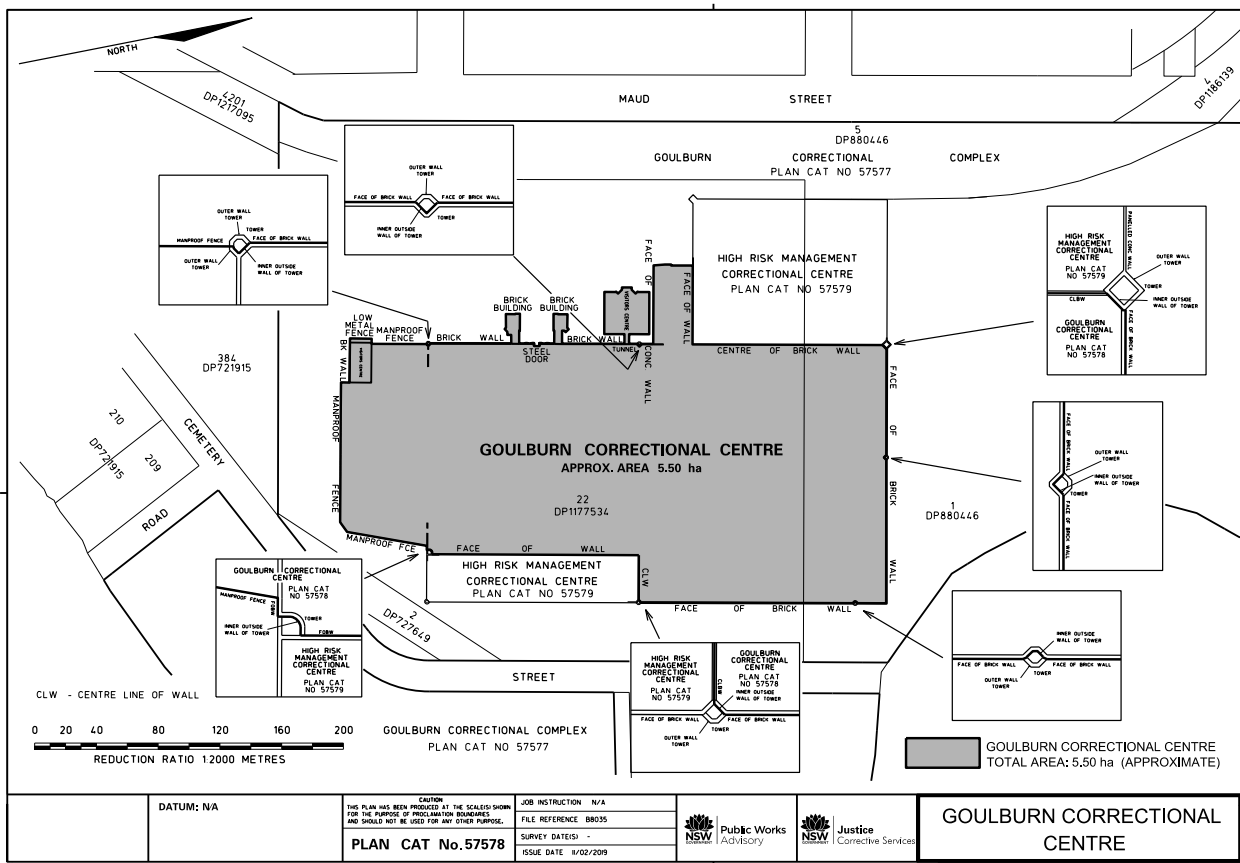 NORTH
MAUD STREET
4201
DP1217095
4
DP1186139
5
DP880446
GOULBURN CORRECTIONAL COMPLEX
PLAN CAT NO 57577
OUTER WALL
TOWER
FACE OF BRICK WALL
FACE OF BRICK WALL
TOWER
INNER OUTSIDE
WALL OF TOWER
OUTER WALL
TOWER
TOWER
MANPROOF FENCE
FACE OF BRICK WALL
OUTER WALL
TOWER
INNER OUTSIDE
WALL OF TOWER
HIGH RISK MANAGEMENT
CORRECTIONAL CENTRE
PLAN CAT NO 57579
FACE OF
FACE OF WALL
HIGH RISK
MANAGEMENT
CORRECTIONAL
CENTRE
PLAN CAT
NO 57579
PANELLED CONC WALL
OUTER WALL
TOWER
TOWER
CLBW
INNER OUTSIDE
WALL OF TOWER
GOULBURN
CORRECTIONAL
CENTRE
PLAN CAT
NO 57578
FACE OF BRICK WALL
BRICK
BUILDING
BRICK
BUILDING
VISITORS CENTRE
LOW
METAL
FENCE
MANPROOF
FENCE
BRICK WALL
STEEL
DOOR
BRICK WALL
TUNNEL
CONC WALL
CENTRE OF BRICK WALL
BK WALL
384
DP721915
MANPROOF FENCE
FACE OF BRICK WALL
210
209
DP721915
CEMETERY
ROAD
GOULBURN CORRECTIONAL CENTRE
APPROX. AREA 5.50 ha
22
DP1177534
1
DP880446
FACE OF BRICK WALL
OUTER WALL
TOWER
INNER OUTSIDE
WALL OF TOWER
TOWER
FACE OF BRICK WALL
MANPROOF FCE
FACE OF WALL
HIGH RISK MANAGEMENT
CORRECTIONAL CENTRE
PLAN CAT NO 57579
CLW
FACE OF BRICK WALL
GOULBURN CORRECTIONAL
CENTRE
PLAN CAT
NO 57578
MANPROOF FENCE
FOBW
TOWER
INNER OUTSIDE
WALL OF TOWER
FOBW
HIGH RISK
MANAGEMENT
CORRECTIONAL
CENTRE
PLAN CAT
NO 57579
2
DP727649
STREET
HIGH RISK
MANAGEMENT
CORRECTIONAL
CENTRE
PLAN CAT
NO 57579
GOULBURN
CORRECTIONAL
CENTRE
PLAN CAT
NO 57578
CLBW
INNER OUTSIDE
WALL OF TOWER
FACE OF BRICK WALL
FACE OF BRICK WALL
OUTER WALL
TOWER
TOWER
INNER OUTSIDE
WALL OF TOWER
FACE OF BRICK WALL
FACE OF BRICK WALL
OUTER WALL
TOWER
TOWER
CLW - CENTRE LINE OF WALL
0 20 40 80 120 160 200
REDUCTION RATIO 1:2000 METRES
GOULBURN CORRECTIONAL COMPLEX
PLAN CAT NO 57577
GOULBURN CORRECTIONAL CENTRE
TOTAL AREA: 5.50 ha (APPROXIMATE)
DATUM: N/A
CAUTION
THIS PLAN HAS BEEN PRODUCED AT THE SCALE(S) SHOWN
FOR THE PURPOSE OF PROCLAMATION BOUNDARIES
AND SHOULD NOT BE USED FOR ANY OTHER PURPOSE.
PLAN CAT No. 57578
JOB INSTRUCTION N/A
FILE REFERENCE BB035
SURVEY DATE(S) -
ISSUE DATE 11/02/2019
NSW
GOVERNMENT
Public Works
Advisory
NSW
GOVERNMENT
Justice
Corrective Services
GOULBURN CORRECTIONAL
CENTRE